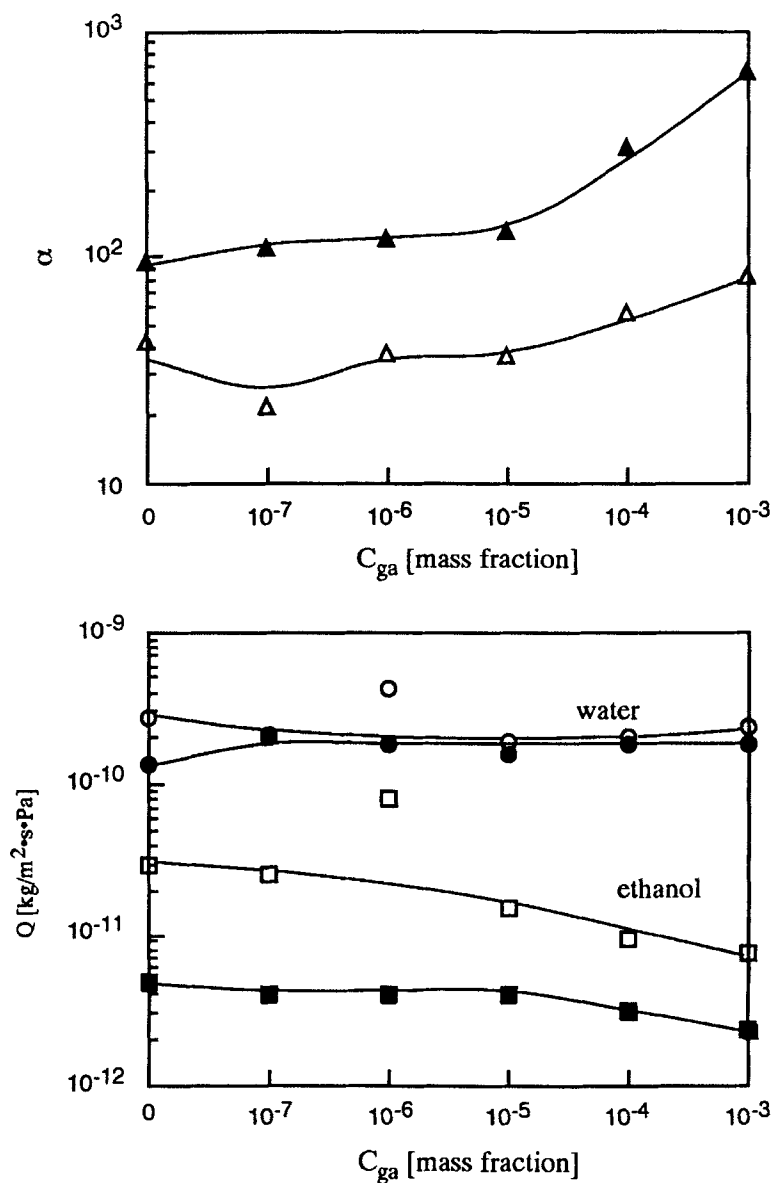 10³
10²
10
α
0 10⁻⁷ 10⁻⁶ 10⁻⁵ 10⁻⁴ 10⁻³
C_ga [mass fraction]
10⁻⁹
10⁻¹⁰
10⁻¹¹
10⁻¹²
Q [kg/m²•s•Pa]
water
ethanol
0 10⁻⁷ 10⁻⁶ 10⁻⁵ 10⁻⁴ 10⁻³
C_ga [mass fraction]